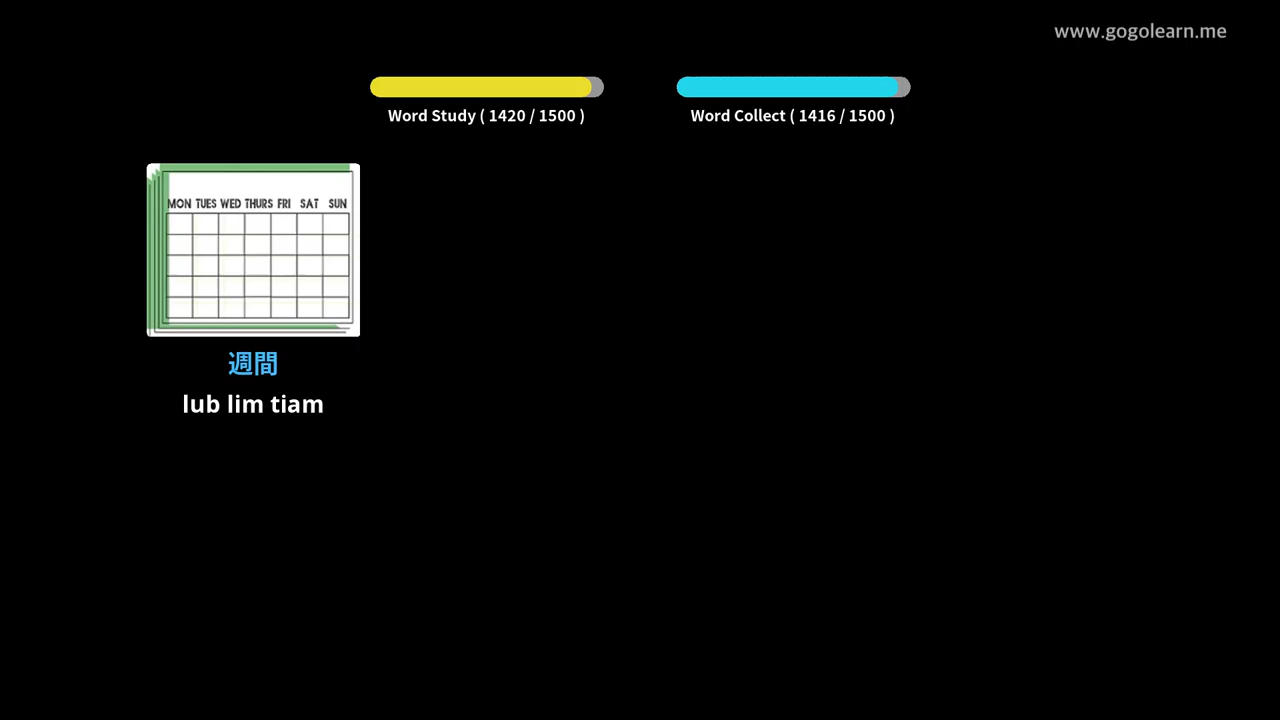 www.gogolearn.me
Word Study ( 1420 / 1500 )
Word Collect ( 1416 / 1500 )
MON TUES WED THURS FRI SAT SUN
週間
lub lim tiam